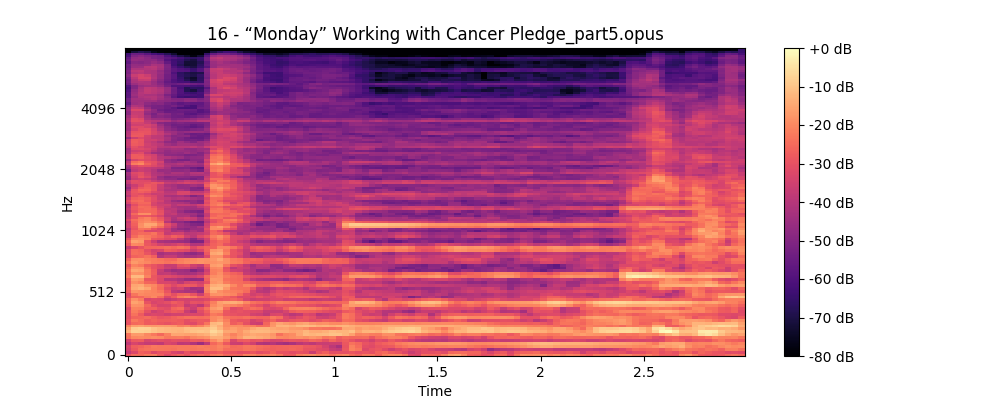 16 - “Monday” Working with Cancer Pledge_part5.opus
+0 dB
-10 dB
-20 dB
-30 dB
-40 dB
-50 dB
-60 dB
-70 dB
-80 dB
4096
2048
1024
512
0
Hz
0
0.5
1
1.5
2
2.5
Time